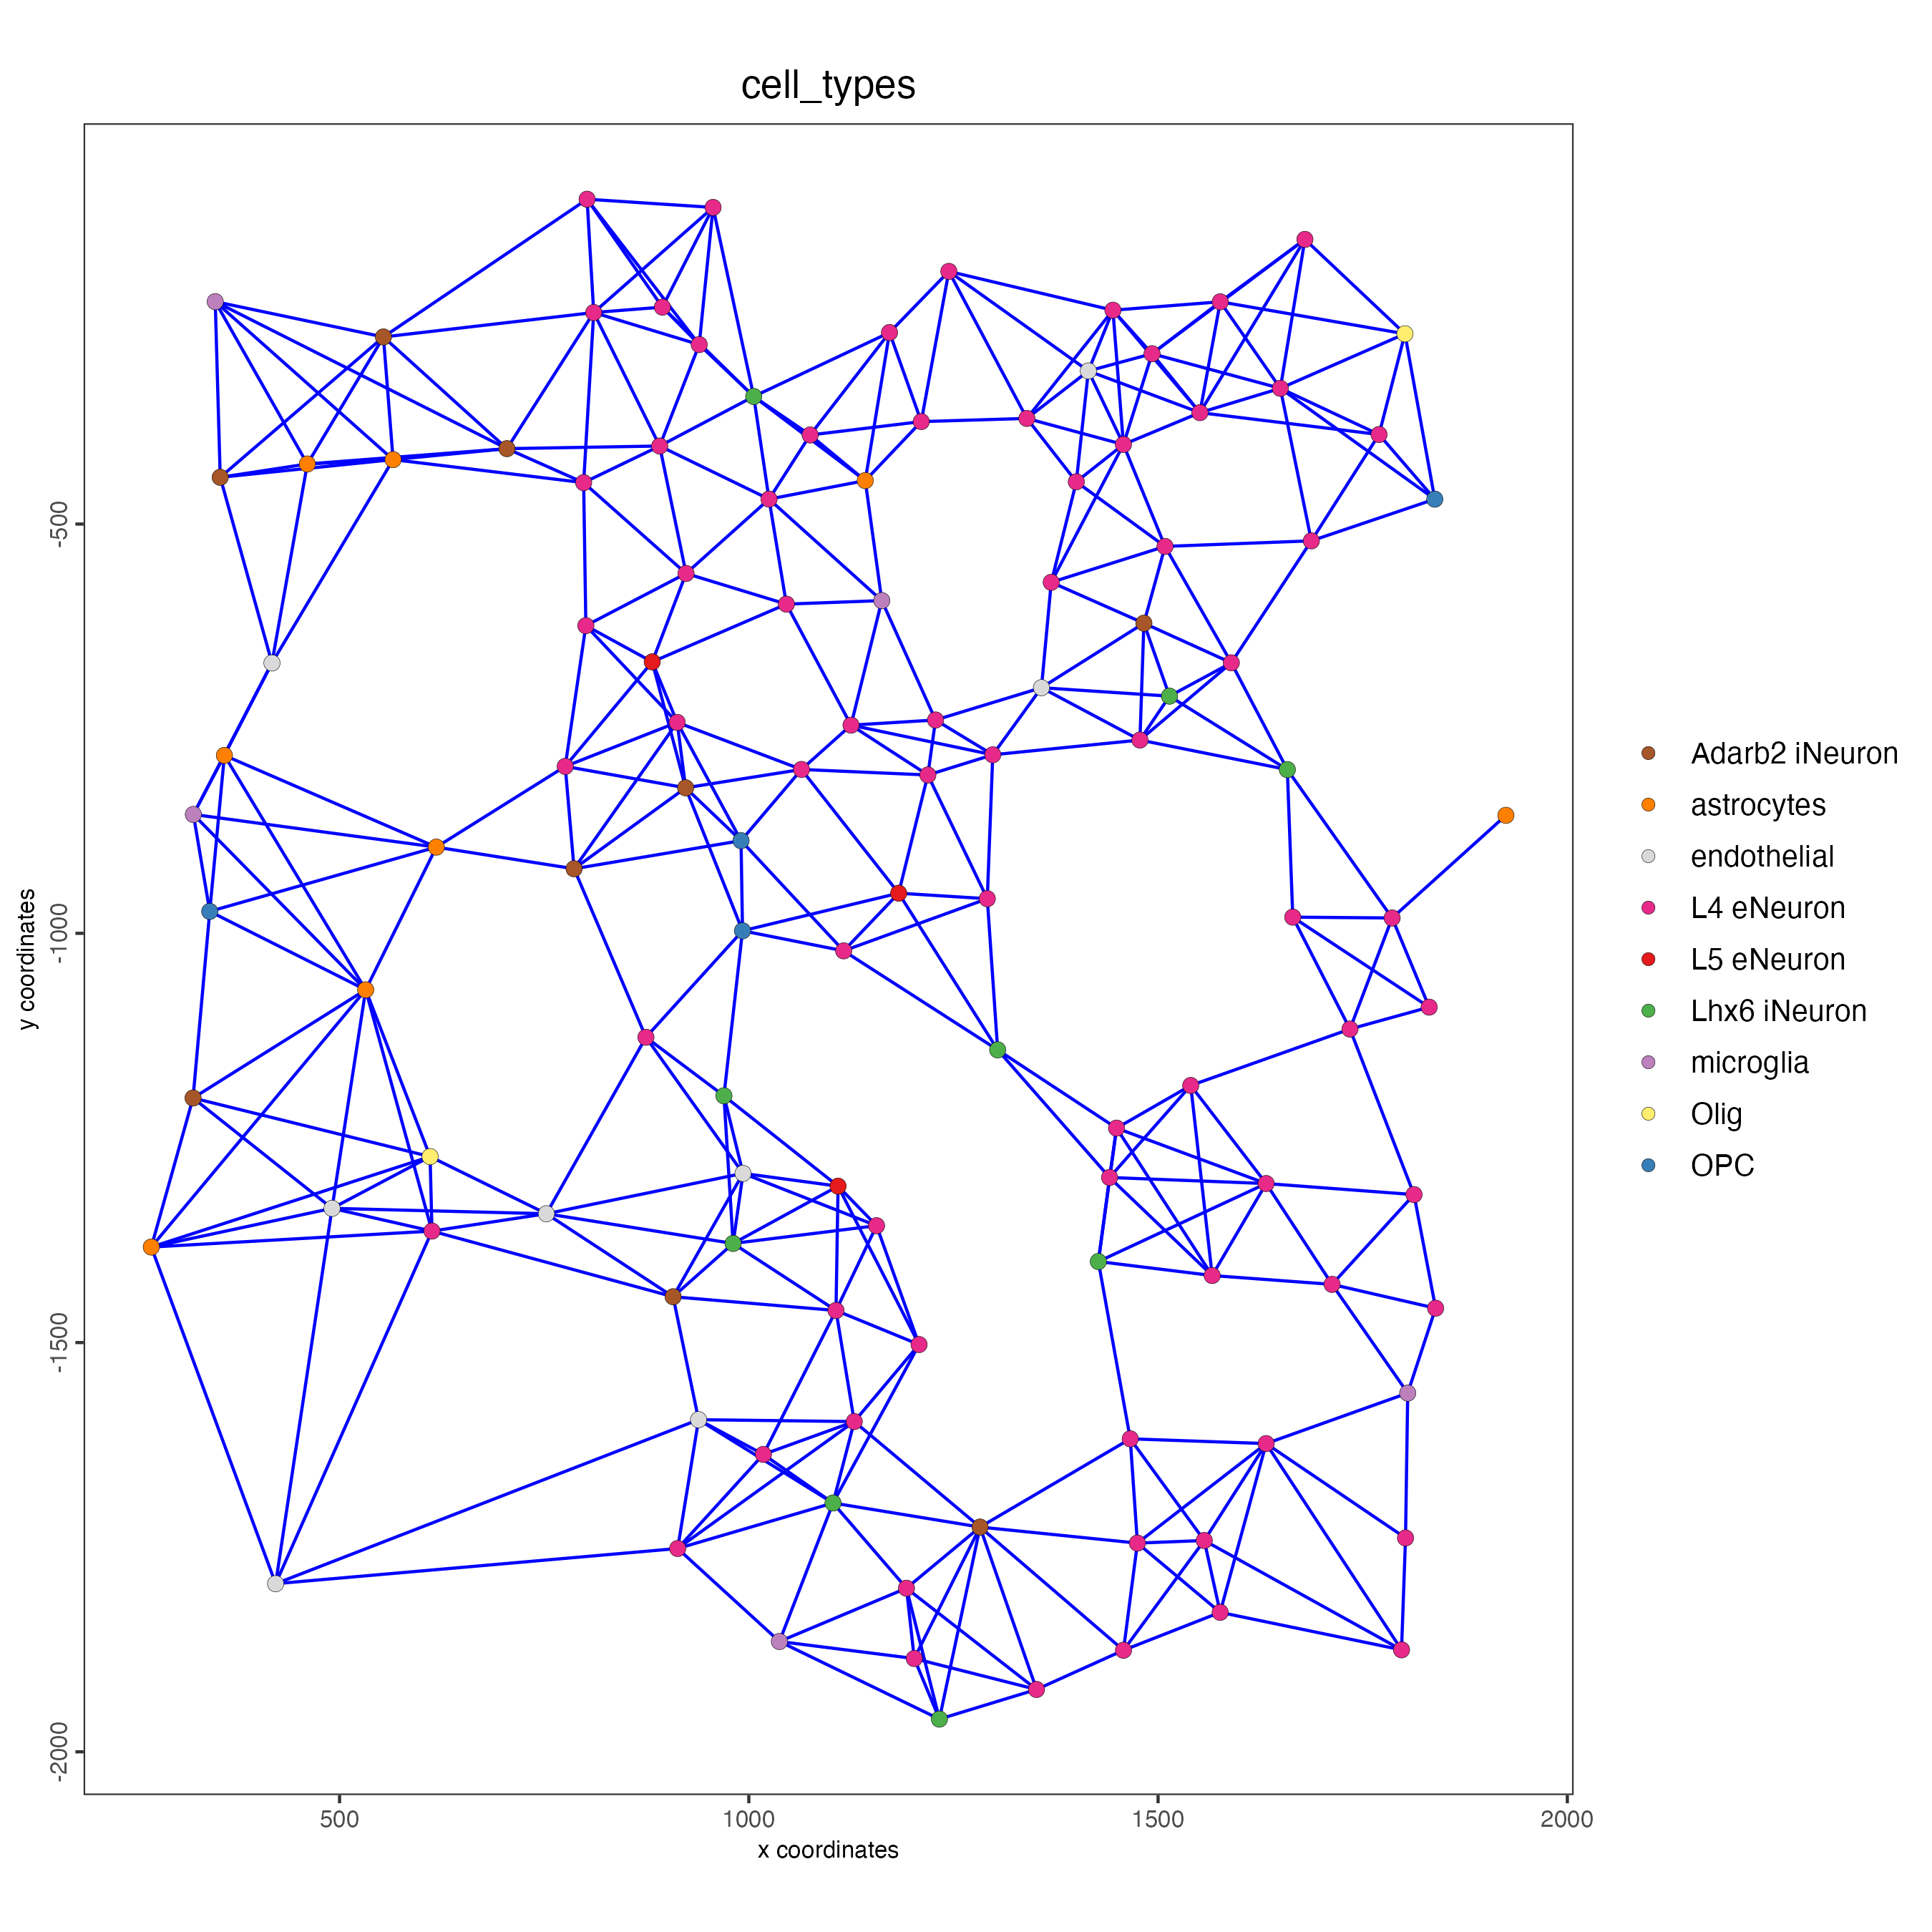 cell_types
-500
-1000
-1500
-2000
y coordinates
500
1000
1500
2000
x coordinates
Adarb2 iNeuron
astrocytes
endothelial
L4 eNeuron
L5 eNeuron
Lhx6 iNeuron
microglia
Olig
OPC